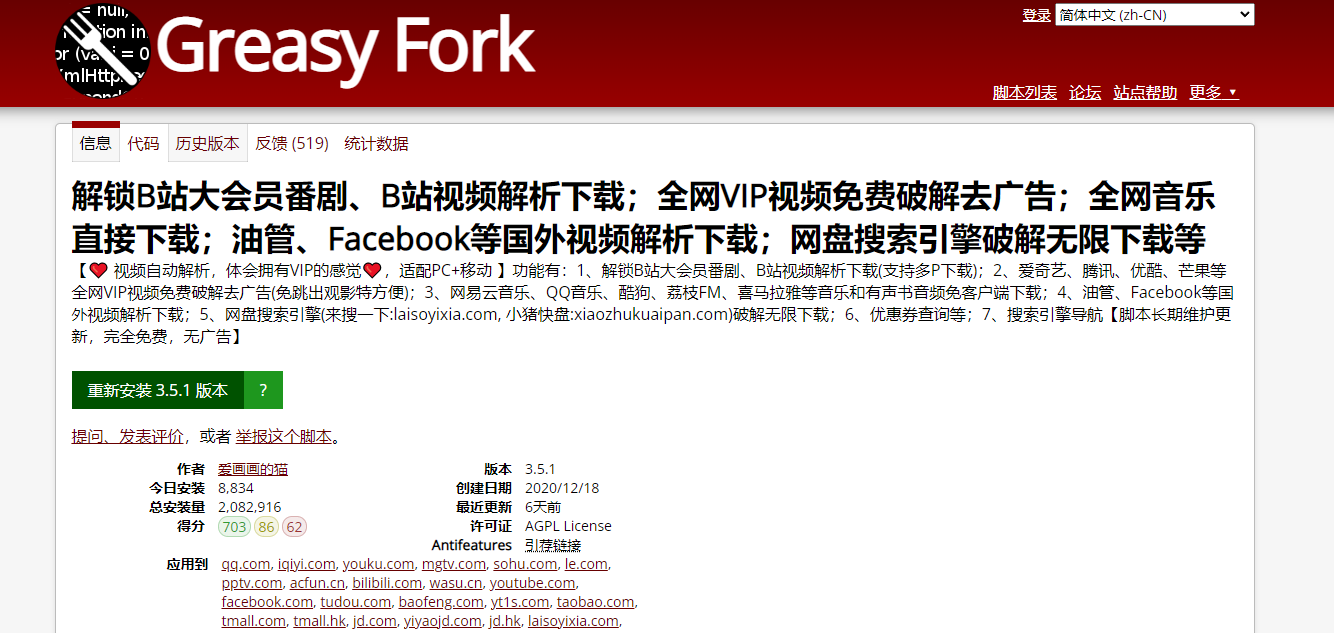 = null,
Greasy Fork
登录 简体中文 (zh-CN)
脚本列表 论坛 站点帮助 更多 ▼
信息 代码 历史版本 反馈 (519) 统计数据
解锁B站大会员番剧、B站视频解析下载；全网VIP视频免费破解去广告；全网音乐
直接下载；油管、Facebook等国外视频解析下载；网盘搜索引擎破解无限下载等
【❤️ 视频自动解析，体会拥有VIP的感觉❤️，适配PC+移动 】功能有：1、解锁B站大会员番剧、B站视频解析下载(支持多P下载)；2、爱奇艺、腾讯、优酷、芒果等
全网VIP视频免费破解去广告(免跳出观影特方便)；3、网易云音乐、QQ音乐、酷狗、荔枝FM、喜马拉雅等音乐和有声书音频免客户端下载；4、油管、Facebook等国
外视频解析下载；5、网盘搜索引擎(来搜一下:laisoyixia.com, 小猪快盘:xiaozhukuaipan.com)破解无限下载；6、优惠券查询等；7、搜索引擎导航【脚本长期维护更
新，完全免费，无广告】
重新安装 3.5.1 版本 ?
提问、发表评价，或者 举报这个脚本。
作者 爱画画的猫 版本 3.5.1
今日安装 8,834 创建日期 2020/12/18
总安装量 2,082,916 最近更新 6天前
得分 703 86 62 许可证 AGPL License
Antifeatures 引荐链接
应用到 qq.com, iqiyi.com, youku.com, mgtv.com, sohu.com, le.com,
pptv.com, acfun.cn, bilibili.com, wasu.cn, youtube.com,
facebook.com, tudou.com, baofeng.com, yt1s.com, taobao.com,
tmall.com, tmall.hk, jd.com, yiyaojd.com, jd.hk, laisoyixia.com,